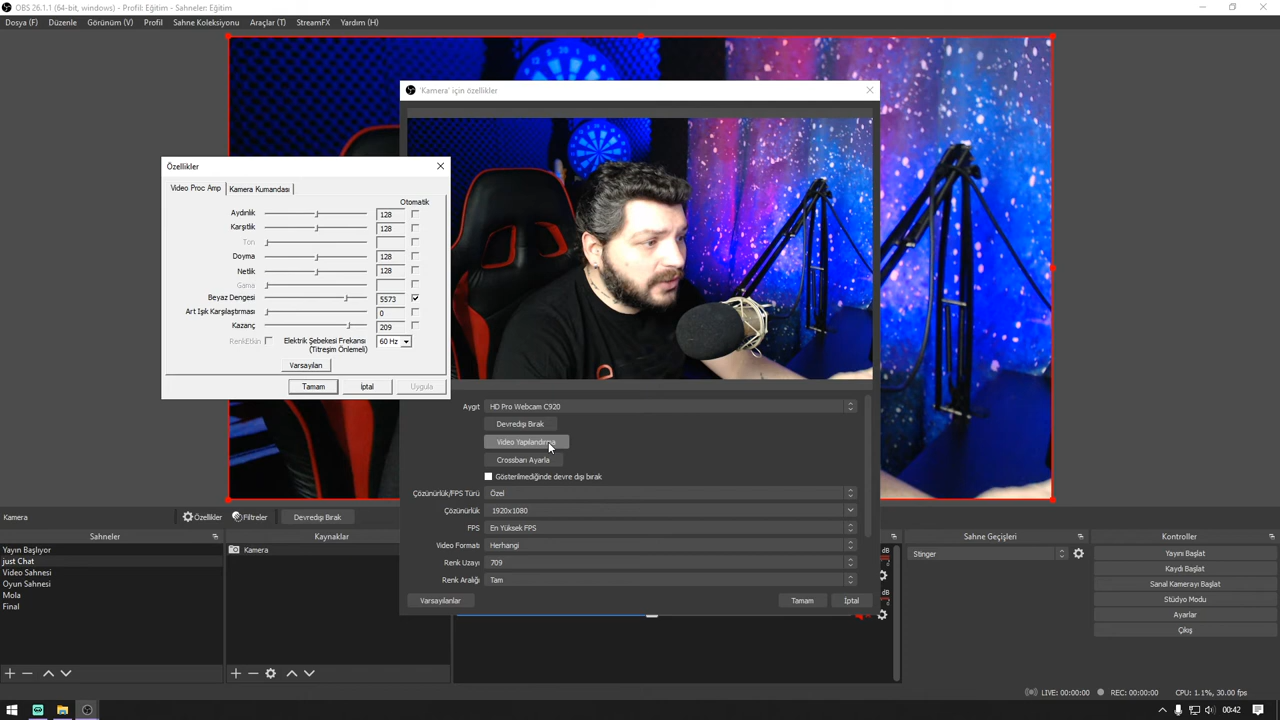 OBS 26.1.1 (64-bit, windows) - Profil: Eğitim - Sahneler: Eğitim
Dosya (F) Düzenle Görünüm (V) Profil Sahne Koleksiyonu Araçlar (T) StreamFX Yardım (H)
'Kamera' için özellikler
Özellikler
Video Proc Amp Kamera Kumandası
Otomatik
Aydınlık 128
Karşıtlık 128
Ton
Doyma 128
Netlik 128
Gama
Beyaz Dengesi 5573
Art Işık Karşılaştırması 0
Kazanç 209
RenkEtkin Elektrik Şebekesi Frekansı 60 Hz
(Titreşim Önlemeli)
Varsayılan
Tamam İptal Uygula
Aygıt HD Pro Webcam C920
Devredışı Bırak
Video Yapılandırma
Crossbarı Ayarla
Gösterilmediğinde devre dışı bırak
Çözünürlük/FPS Türü Özel
Çözünürlük 1920x1080
FPS En Yüksek FPS
Video Formatı Herhangi
Renk Uzayı 709
Renk Aralığı Tam
Varsayılanlar Tamam İptal
Kamera Özellikler Filtreler Devredışı Bırak
Sahneler
Yayın Başlıyor
just Chat
Video Sahnesi
Oyun Sahnesi
Mola
Final
Kaynaklar
Kamera
dB
dB
Sahne Geçişleri
Stinger
Kontroller
Yayını Başlat
Kaydı Başlat
Sanal Kamerayı Başlat
Stüdyo Modu
Ayarlar
Çıkış
LIVE: 00:00:00 REC: 00:00:00 CPU: 1.1%, 30.00 fps
00:42